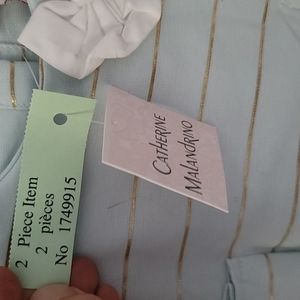 2 Piece Item
2 pièces
No 1749915
CATHERINE
MALANDRINO